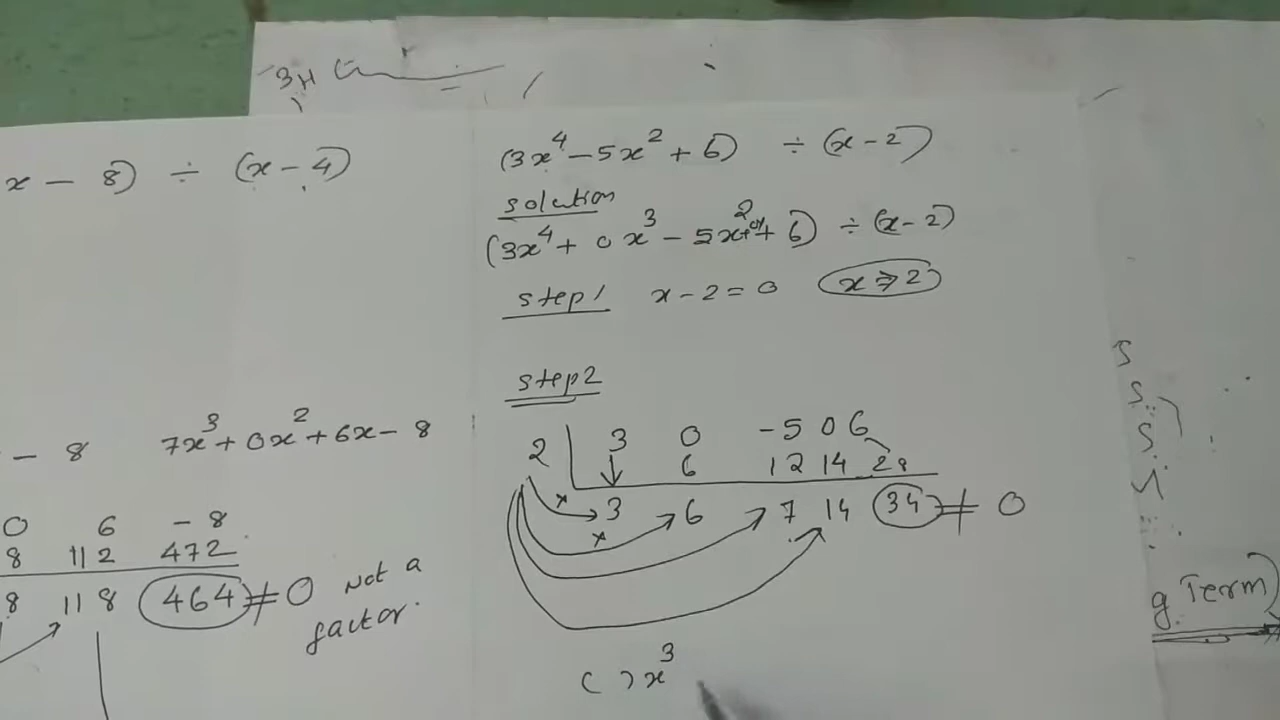 3H
x - 8) ÷ (x - 4)
- 8 7x³ + 0x² + 6x - 8
0 6 - 8
8 112 472
8 118 464 ≠ 0 Not a
factor.
(3x⁴ - 5x² + 6) ÷ (x - 2)
solution
(3x⁴ + 0x³ - 5x² + 0x + 6) ÷ (x - 2)
step1 x - 2 = 0 x ⇒ 2
step2
2 | 3 0 -5 0 6
6 12 14 28
3 6 7 14 34 ≠ 0
( ) x³
g. Term)